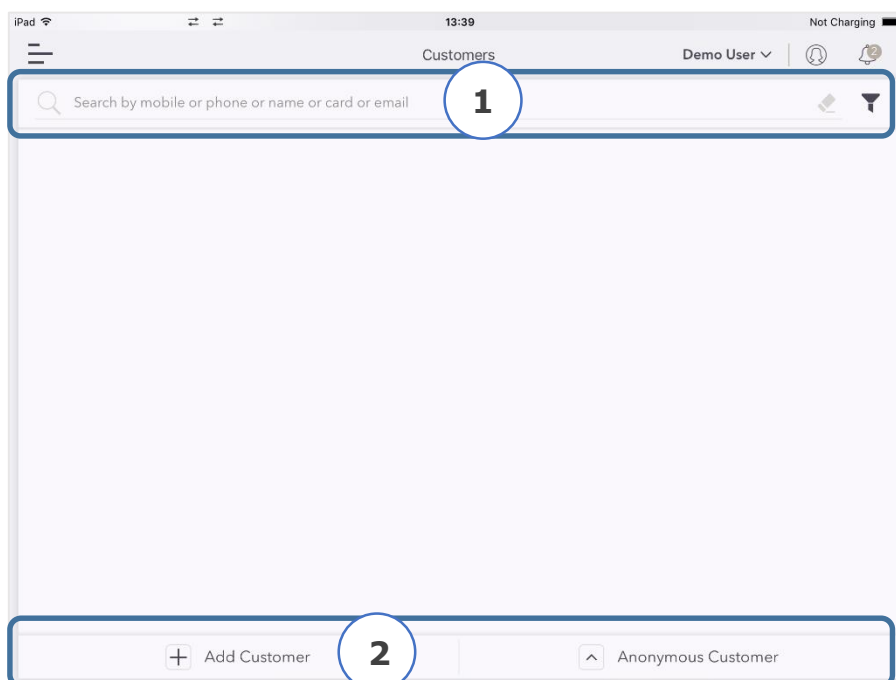 iPad 13:39 Not Charging
Customers Demo User 2
Search by mobile or phone or name or card or email
1
Add Customer 2 Anonymous Customer